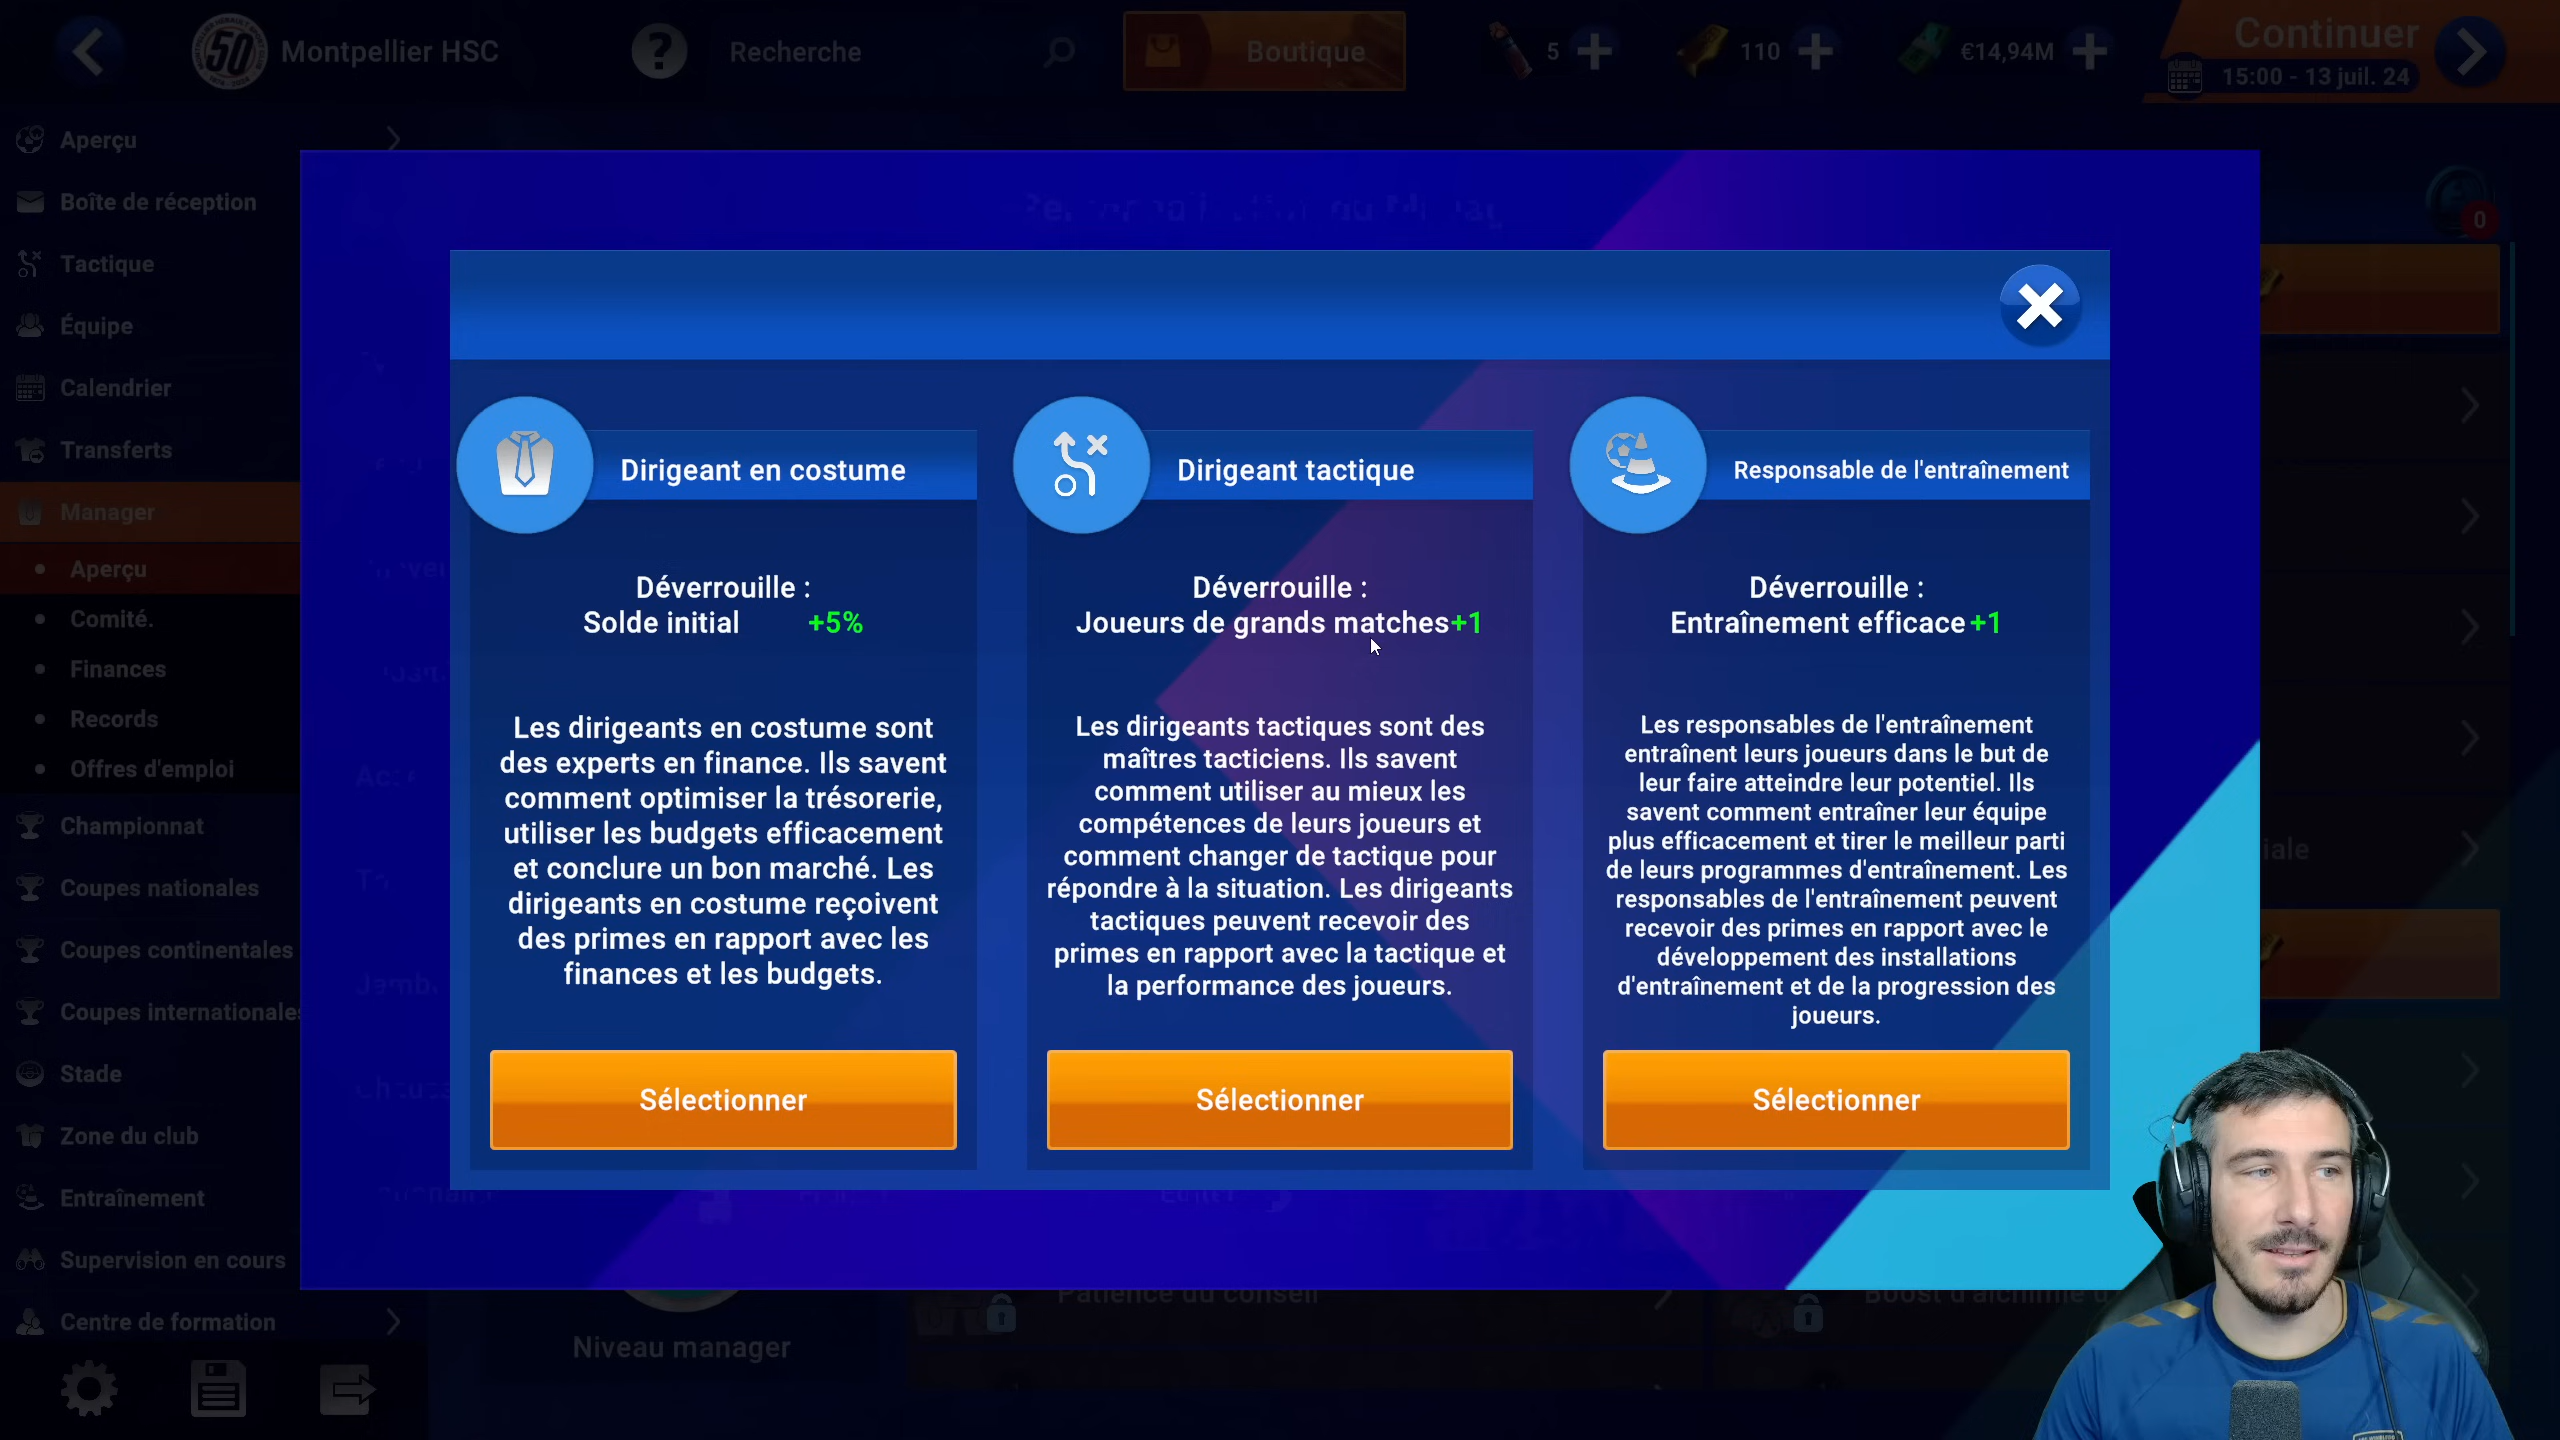 Montpellier HSC
?
Recherche
Boutique
5
110
€14,94M
Continuer
15:00 - 13 juil. 24
Aperçu
Boîte de réception
Tactique
Équipe
Calendrier
Transferts
Manager
Aperçu
Comité.
Finances
Records
Offres d'emploi
Championnat
Coupes nationales
Coupes continentales
Coupes internationales
Stade
Zone du club
Entraînement
Supervision en cours
Centre de formation
0
Dirigeant en costume
Déverrouille :
Solde initial +5%
Les dirigeants en costume sont
des experts en finance. Ils savent
comment optimiser la trésorerie,
utiliser les budgets efficacement
et conclure un bon marché. Les
dirigeants en costume reçoivent
des primes en rapport avec les
finances et les budgets.
Sélectionner
Dirigeant tactique
Déverrouille :
Joueurs de grands matches+1
Les dirigeants tactiques sont des
maîtres tacticiens. Ils savent
comment utiliser au mieux les
compétences de leurs joueurs et
comment changer de tactique pour
répondre à la situation. Les dirigeants
tactiques peuvent recevoir des
primes en rapport avec la tactique et
la performance des joueurs.
Sélectionner
Responsable de l'entraînement
Déverrouille :
Entraînement efficace +1
Les responsables de l'entraînement
entraînent leurs joueurs dans le but de
leur faire atteindre leur potentiel. Ils
savent comment entraîner leur équipe
plus efficacement et tirer le meilleur parti
de leurs programmes d'entraînement. Les
responsables de l'entraînement peuvent
recevoir des primes en rapport avec le
développement des installations
d'entraînement et de la progression des
joueurs.
Sélectionner
Niveau manager
Patience du conseil